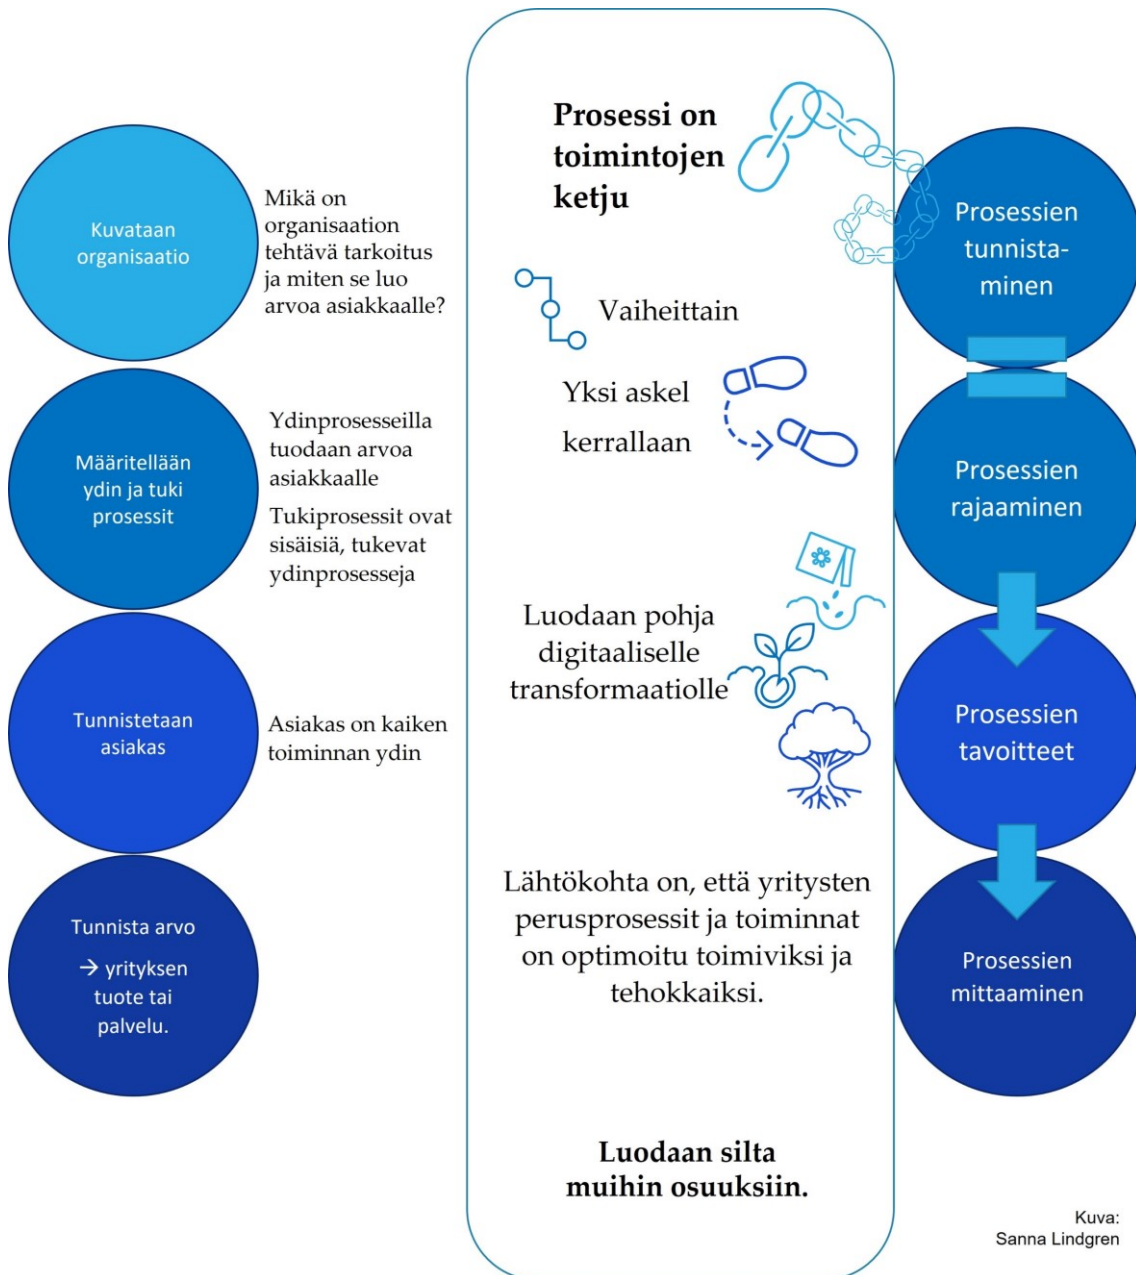 Kuvataan
organisaatio
Mikä on
organisaation
tehtävä tarkoitus
ja miten se luo
arvoa asiakkaalle?
Määritellään
ydin ja tuki
prosessit
Ydinprosesseilla
tuodaan arvoa
asiakkaalle
Tukiprosessit ovat
sisäisiä, tukevat
ydinprosesseja
Tunnistetaan
asiakas
Asiakas on kaiken
toiminnan ydin
Tunnista arvo
→ yrityksen
tuote tai
palvelu.
Prosessi on
toimintojen
ketju
Vaiheittain
Yksi askel
kerrallaan
Luodaan pohja
digitaaliselle
transformaatiolle
Lähtökohta on, että yritysten
perusprosessit ja toiminnat
on optimoitu toimiviksi ja
tehokkaiksi.
Luodaan silta
muihin osuuksiin.
Prosessien
tunnista-
minen
Prosessien
rajaaminen
Prosessien
tavoitteet
Prosessien
mittaaminen
Kuva:
Sanna Lindgren